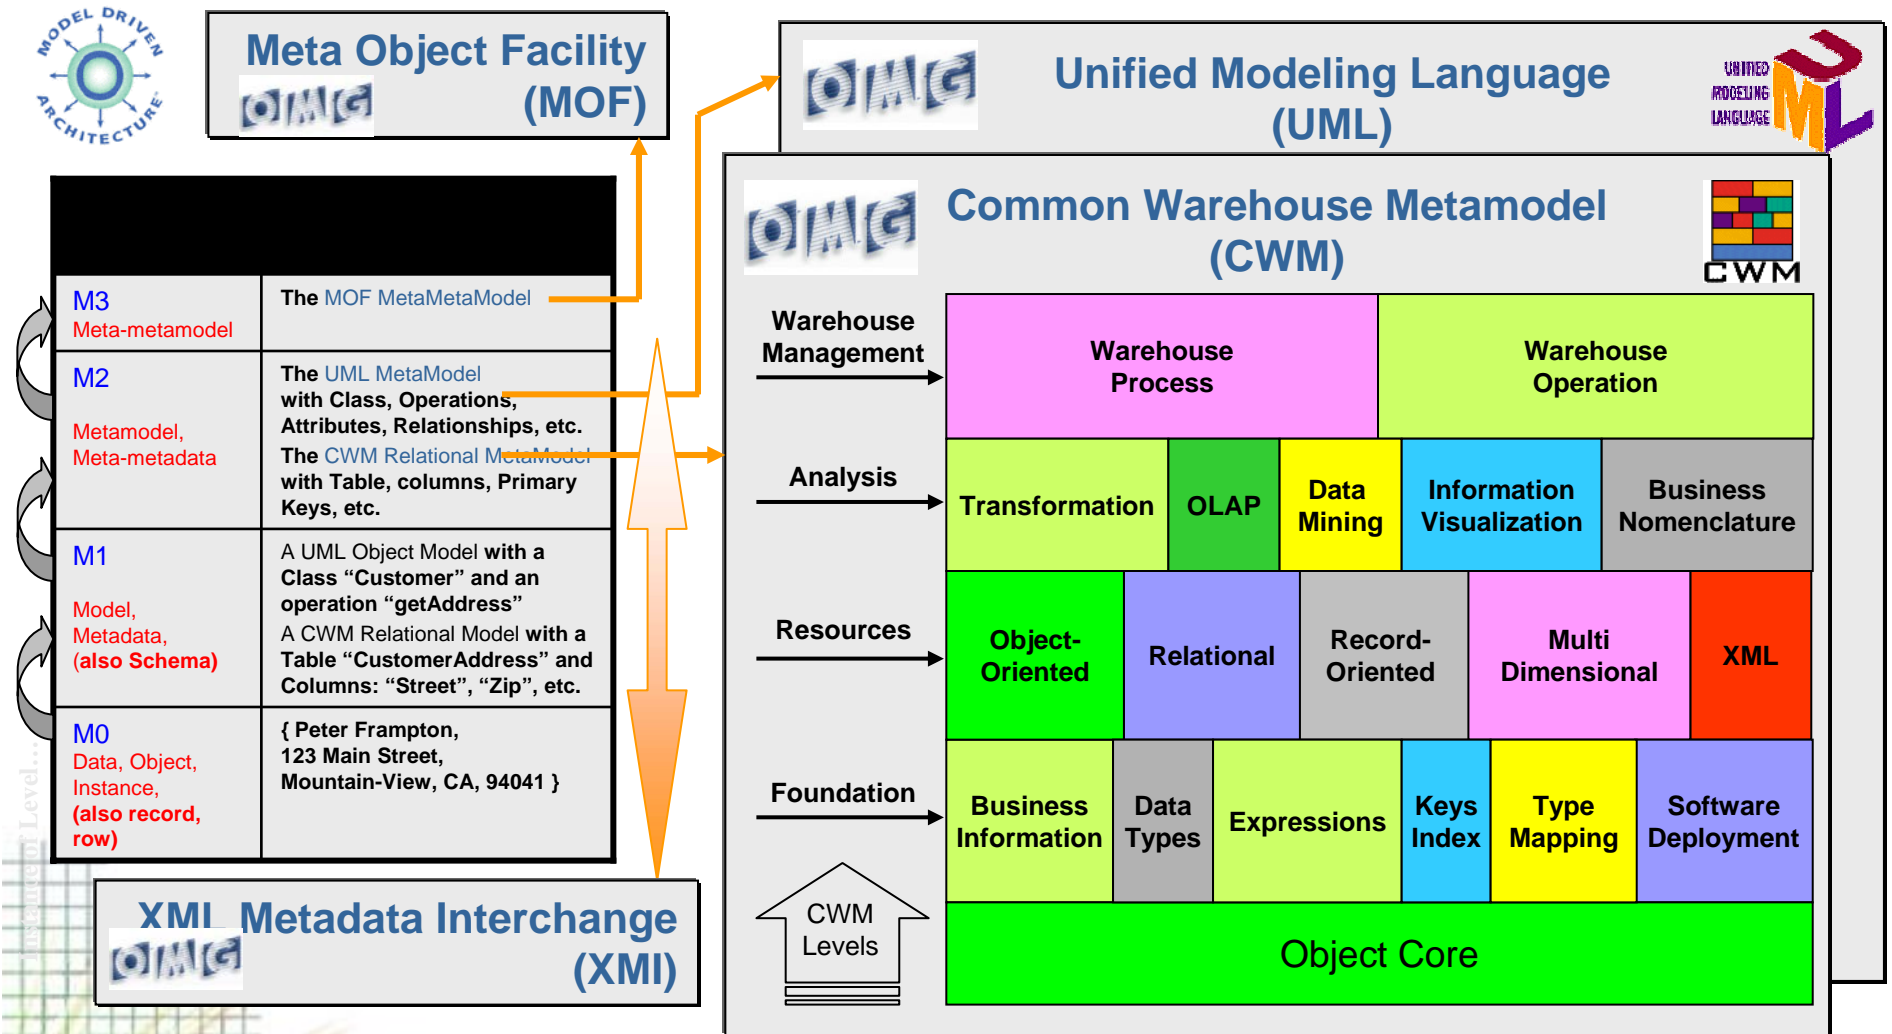 MODEL DRIVEN
ARCHITECTURE
Meta Object Facility
(MOF)
OMG
Unified Modeling Language
(UML)
OMG
UNIFIED
MODELING
LANGUAGE
UML
Common Warehouse Metamodel
(CWM)
OMG
CWM
M3
Meta-metamodel
The MOF MetaMetaModel
M2
Metamodel,
Meta-metadata
The UML MetaModel
with Class, Operations,
Attributes, Relationships, etc.
The CWM Relational MetaModel
with Table, columns, Primary
Keys, etc.
M1
Model,
Metadata,
(also Schema)
A UML Object Model with a
Class “Customer” and an
operation “getAddress”
A CWM Relational Model with a
Table “CustomerAddress” and
Columns: “Street”, “Zip”, etc.
M0
Data, Object,
Instance,
(also record,
row)
{ Peter Frampton,
123 Main Street,
Mountain-View, CA, 94041 }
Instance of Level…
XML Metadata Interchange
(XMI)
OMG
Warehouse
Management
Warehouse
Process
Warehouse
Operation
Analysis
Transformation
OLAP
Data
Mining
Information
Visualization
Business
Nomenclature
Resources
Object-
Oriented
Relational
Record-
Oriented
Multi
Dimensional
XML
Foundation
Business
Information
Data
Types
Expressions
Keys
Index
Type
Mapping
Software
Deployment
CWM
Levels
Object Core